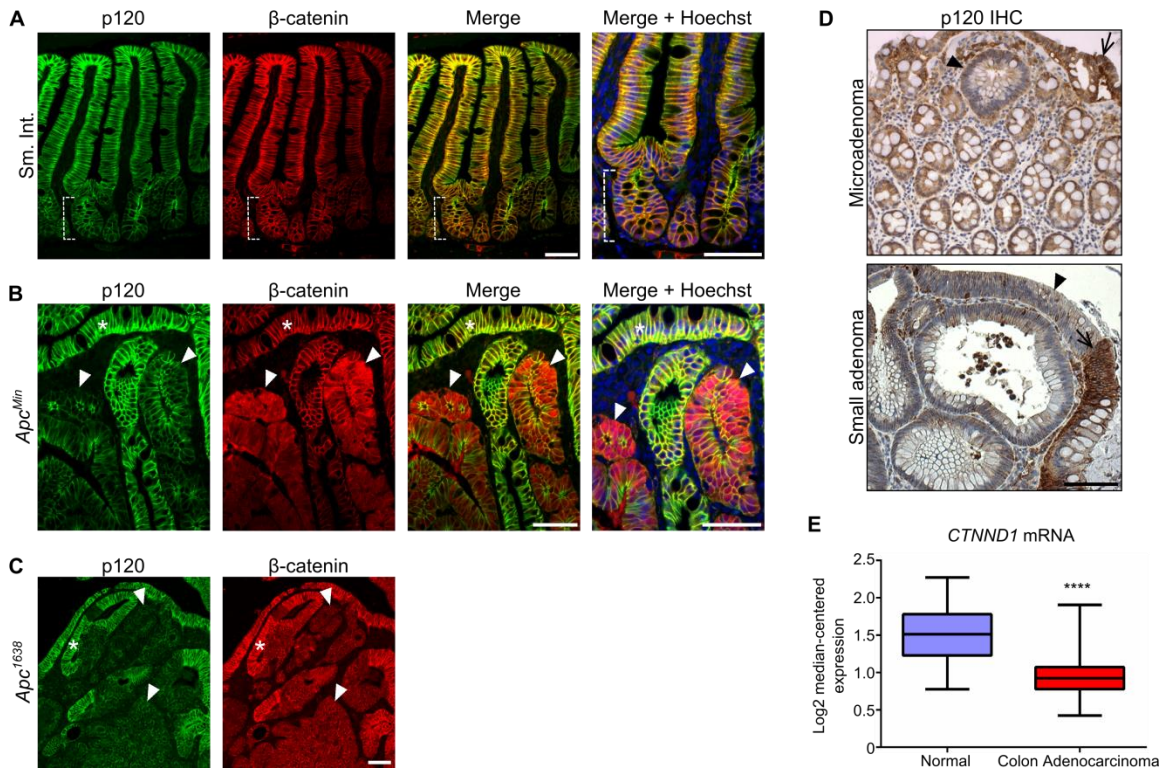 A
p120
β-catenin
Merge
Merge + Hoechst
Sm. Int.
B
p120
β-catenin
Merge
Merge + Hoechst
Apc^Min
*
*
*
*
C
p120
β-catenin
Apc^1638
*
*
D
p120 IHC
Microadenoma
Small adenoma
E
CTNND1 mRNA
****
Log2 median-centered
expression
2.5
2.0
1.5
1.0
0.5
0
Normal
Colon Adenocarcinoma